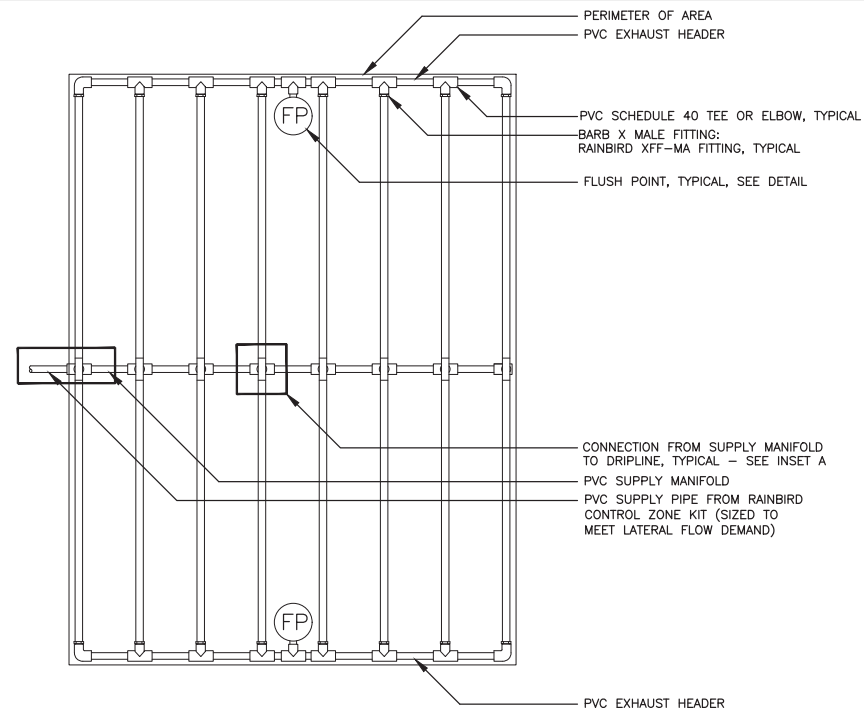 PERIMETER OF AREA
PVC EXHAUST HEADER
PVC SCHEDULE 40 TEE OR ELBOW, TYPICAL
BARB X MALE FITTING:
RAINBIRD XFF-MA FITTING, TYPICAL
FP
FLUSH POINT, TYPICAL, SEE DETAIL
CONNECTION FROM SUPPLY MANIFOLD
TO DRIPLINE, TYPICAL - SEE INSET A
PVC SUPPLY MANIFOLD
PVC SUPPLY PIPE FROM RAINBIRD
CONTROL ZONE KIT (SIZED TO
MEET LATERAL FLOW DEMAND)
FP
PVC EXHAUST HEADER